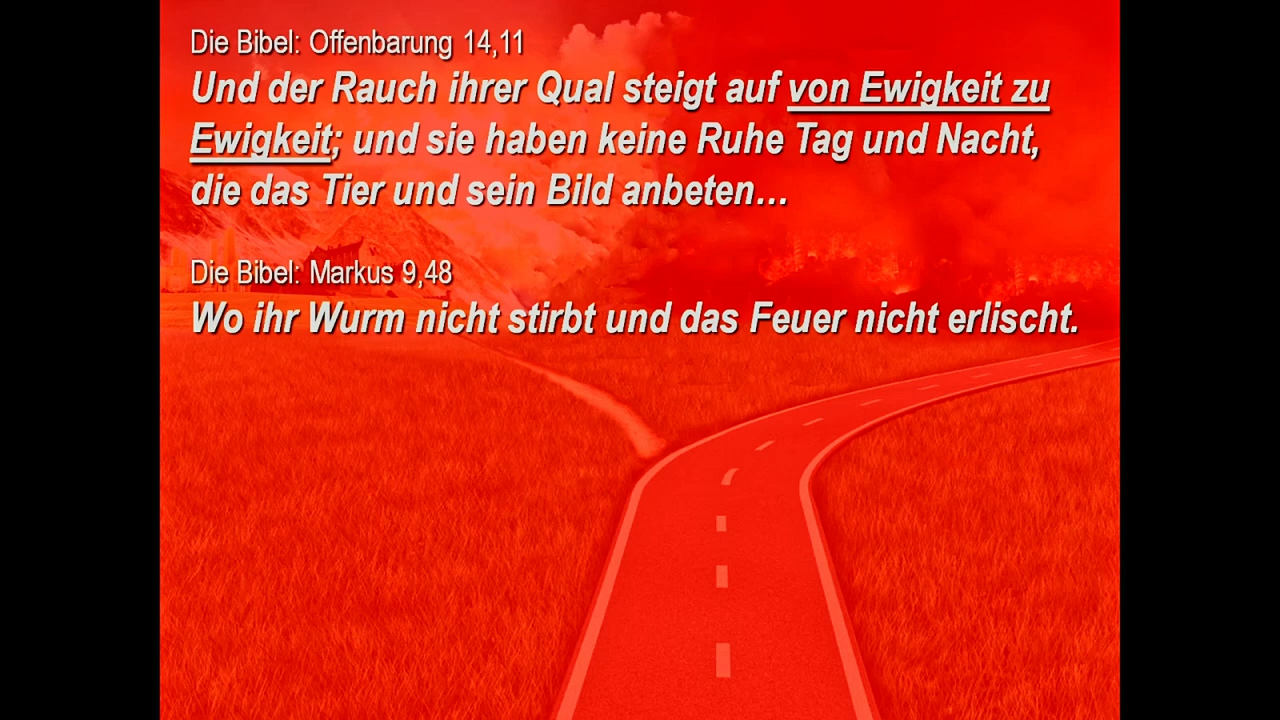 Die Bibel: Offenbarung 14,11
Und der Rauch ihrer Qual steigt auf von Ewigkeit zu
Ewigkeit; und sie haben keine Ruhe Tag und Nacht,
die das Tier und sein Bild anbeten…
Die Bibel: Markus 9,48
Wo ihr Wurm nicht stirbt und das Feuer nicht erlischt.